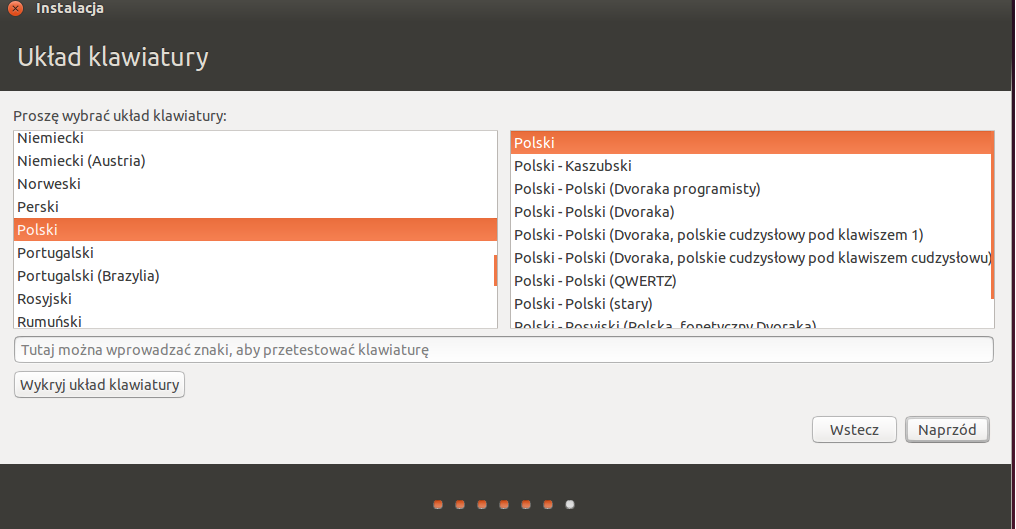 Instalacja
Układ klawiatury
Proszę wybrać układ klawiatury:
Niemiecki
Niemiecki (Austria)
Norweski
Perski
Polski
Portugalski
Portugalski (Brazylia)
Rosyjski
Rumuński
Polski
Polski - Kaszubski
Polski - Polski (Dvoraka programisty)
Polski - Polski (Dvoraka)
Polski - Polski (Dvoraka, polskie cudzysłowy pod klawiszem 1)
Polski - Polski (Dvoraka, polskie cudzysłowy pod klawiszem cudzysłowu)
Polski - Polski (QWERTZ)
Polski - Polski (stary)
Polski - Rosyjski (Polska, fonetyczny Dvoraka)
Tutaj można wprowadzać znaki, aby przetestować klawiaturę
Wykryj układ klawiatury
Wstecz
Naprzód